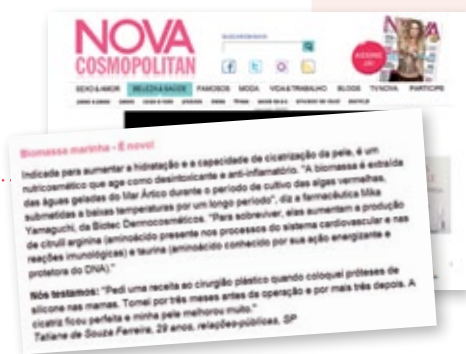 NOVA
COSMOPOLITAN
SEXO & AMOR BELEZA & SAÚDE FAMOSOS MODA VIDA & TRABALHO BLOGS TV NOVA PARTICIPE
Biomassa marinha - É novo!
Indicada para aumentar a hidratação e a capacidade de cicatrização da pele, é um
nutricosmético que age como desintoxicante e anti-inflamatório. "A biomassa é extraída
das águas geladas do Mar Ártico durante o período de cultivo das algas vermelhas,
submetidas a baixas temperaturas por um longo período", diz a farmacêutica Mika
Yamaguchi, da Biotec Dermocosméticos. "Para sobreviver, elas aumentam a produção
de citrulil arginina (aminoácido presente nos processos do sistema cardiovascular e nas
reações imunológicas) e taurina (aminoácido conhecido por sua ação energizante e
protetora do DNA)."
Nós testamos: "Pedi uma receita ao cirurgião plástico quando coloquei próteses de
silicone nas mamas. Tomei por três meses antes da operação e por mais três depois. A
cicatriz ficou perfeita e minha pele melhorou muito."
Tatiane de Souza Ferreira, 29 anos, relações-públicas, SP